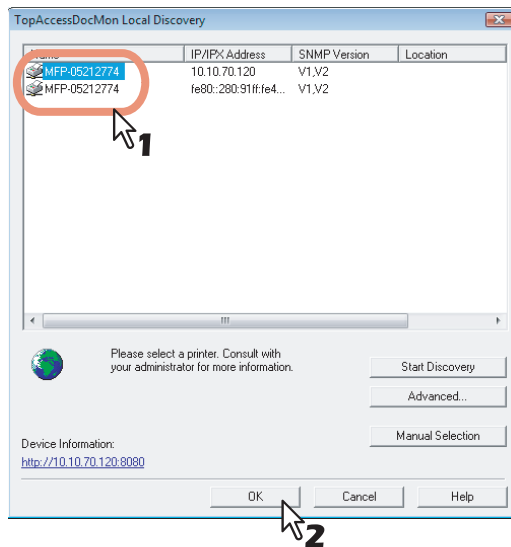 TopAccessDocMon Local Discovery
Name IP/IPX Address SNMP Version Location
MFP-05212774 10.10.70.120 V1,V2
MFP-05212774 fe80::280:91ff:fe4... V1,V2
1
Please select a printer. Consult with
your administrator for more information.
Start Discovery
Advanced...
Manual Selection
Device Information:
http://10.10.70.120:8080
OK Cancel Help
2